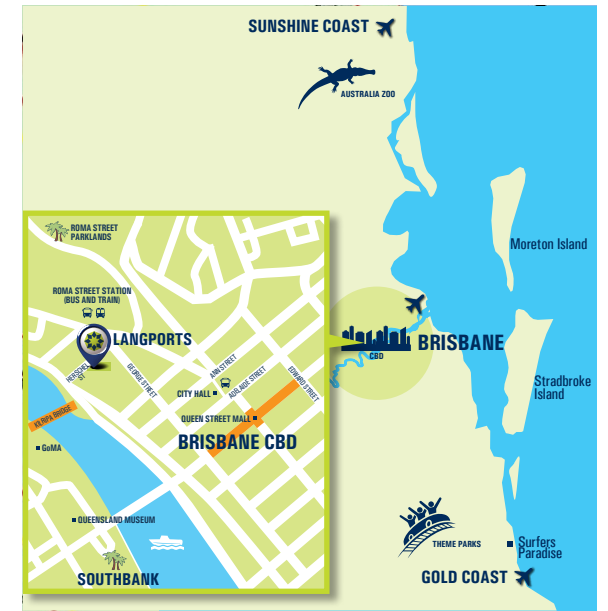 SUNSHINE COAST
AUSTRALIA ZOO
Moreton Island
BRISBANE
CBD
Stradbroke
Island
THEME PARKS
Surfers
Paradise
GOLD COAST
ROMA STREET
PARKLANDS
ROMA STREET STATION
(BUS AND TRAIN)
LANGPORTS
HERSCHEL
ST
GEORGE STREET
ANN STREET
ADELAIDE STREET
EDWARD STREET
CITY HALL
QUEEN STREET MALL
BRISBANE CBD
KURILPA BRIDGE
GoMA
QUEENSLAND MUSEUM
SOUTHBANK